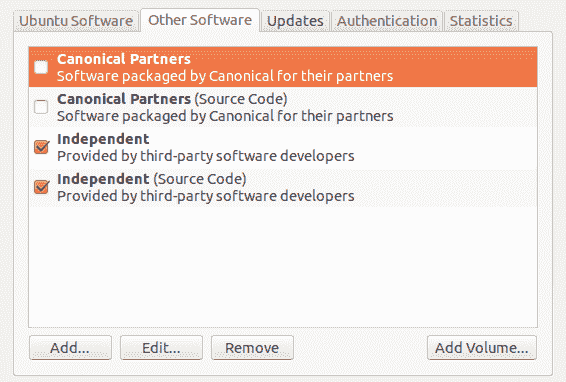 Ubuntu Software Other Software Updates Authentication Statistics
Canonical Partners
Software packaged by Canonical for their partners
Canonical Partners (Source Code)
Software packaged by Canonical for their partners
Independent
Provided by third-party software developers
Independent (Source Code)
Provided by third-party software developers
Add... Edit... Remove Add Volume...